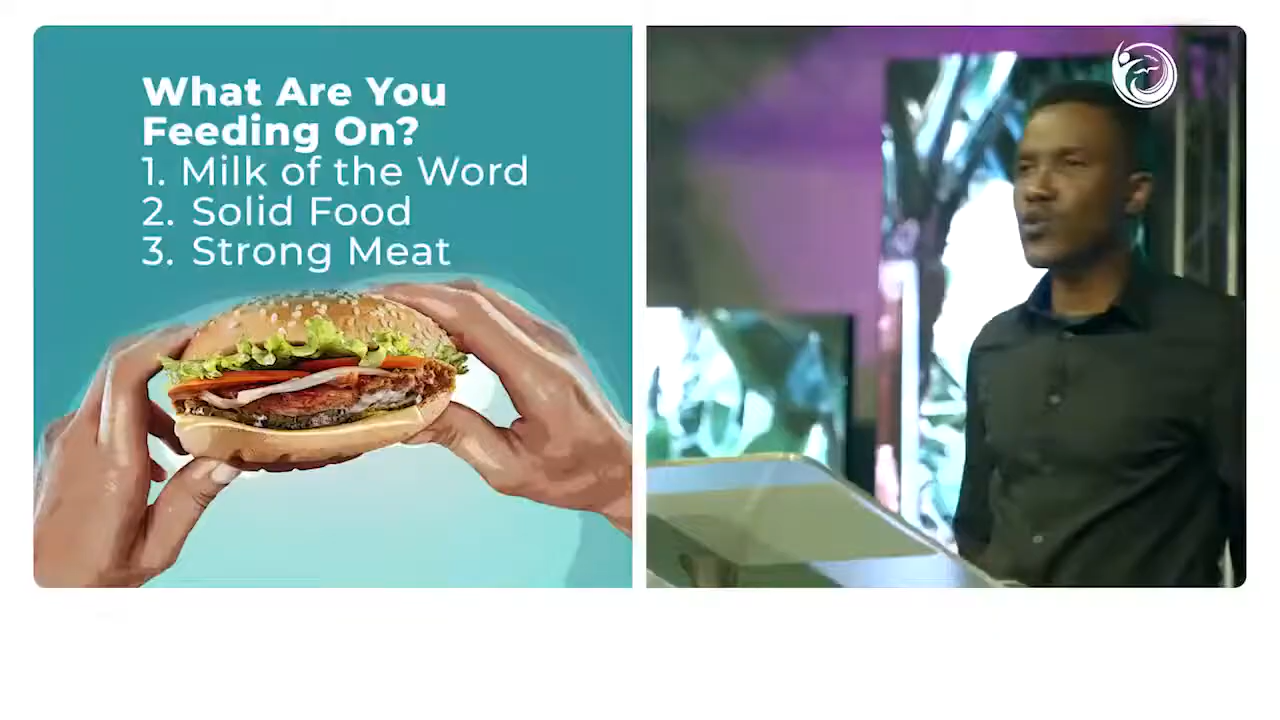 What Are You
Feeding On?
1. Milk of the Word
2. Solid Food
3. Strong Meat